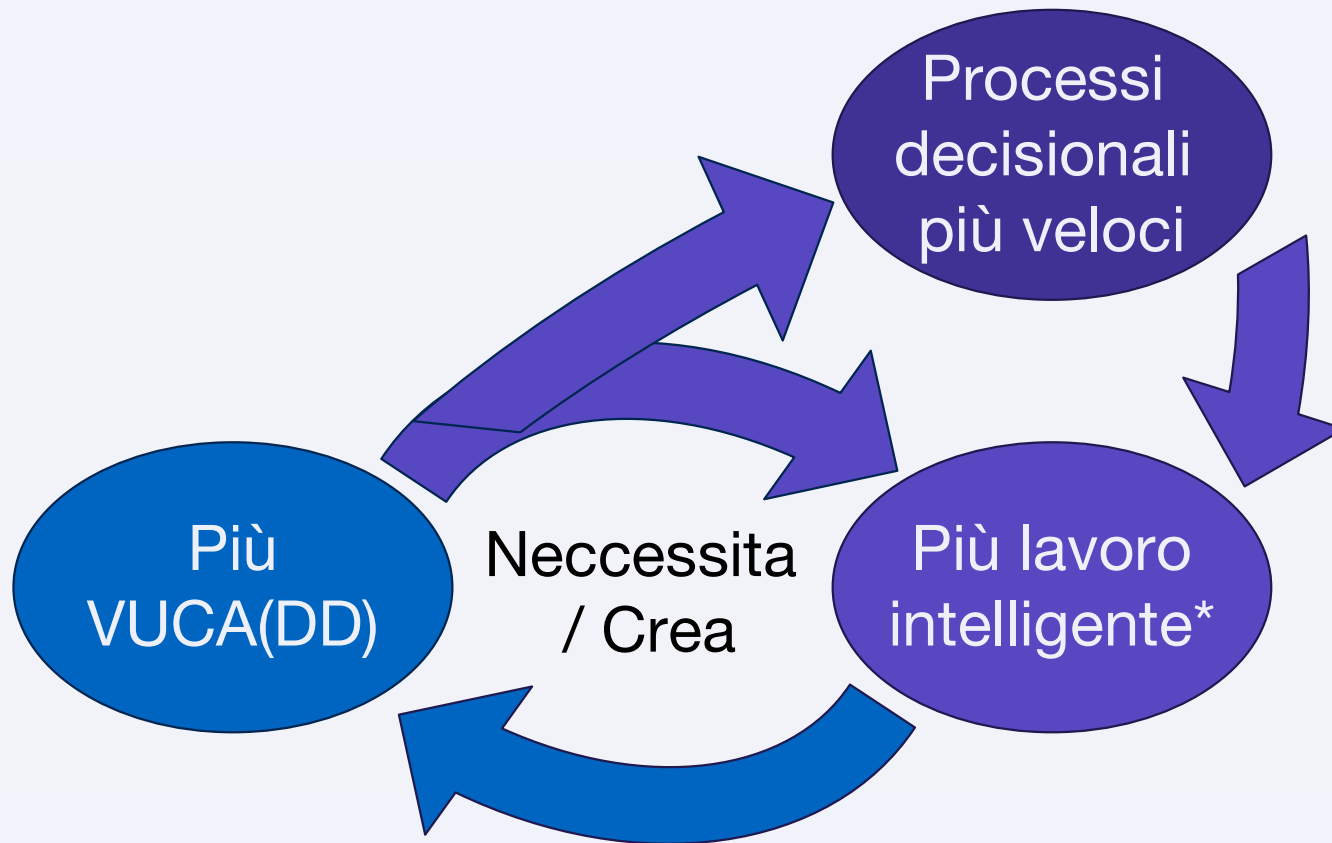 Processi
decisionali
più veloci
Più
VUCA(DD)
Neccessita
/ Crea
Più lavoro
intelligente*